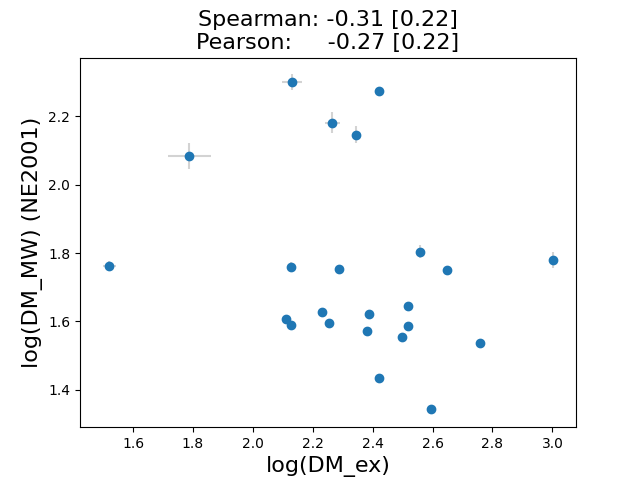 Spearman: -0.31 [0.22]
Pearson: -0.27 [0.22]
log(DM_MW) (NE2001)
2.2
2.0
1.8
1.6
1.4
1.6 1.8 2.0 2.2 2.4 2.6 2.8 3.0
log(DM_ex)